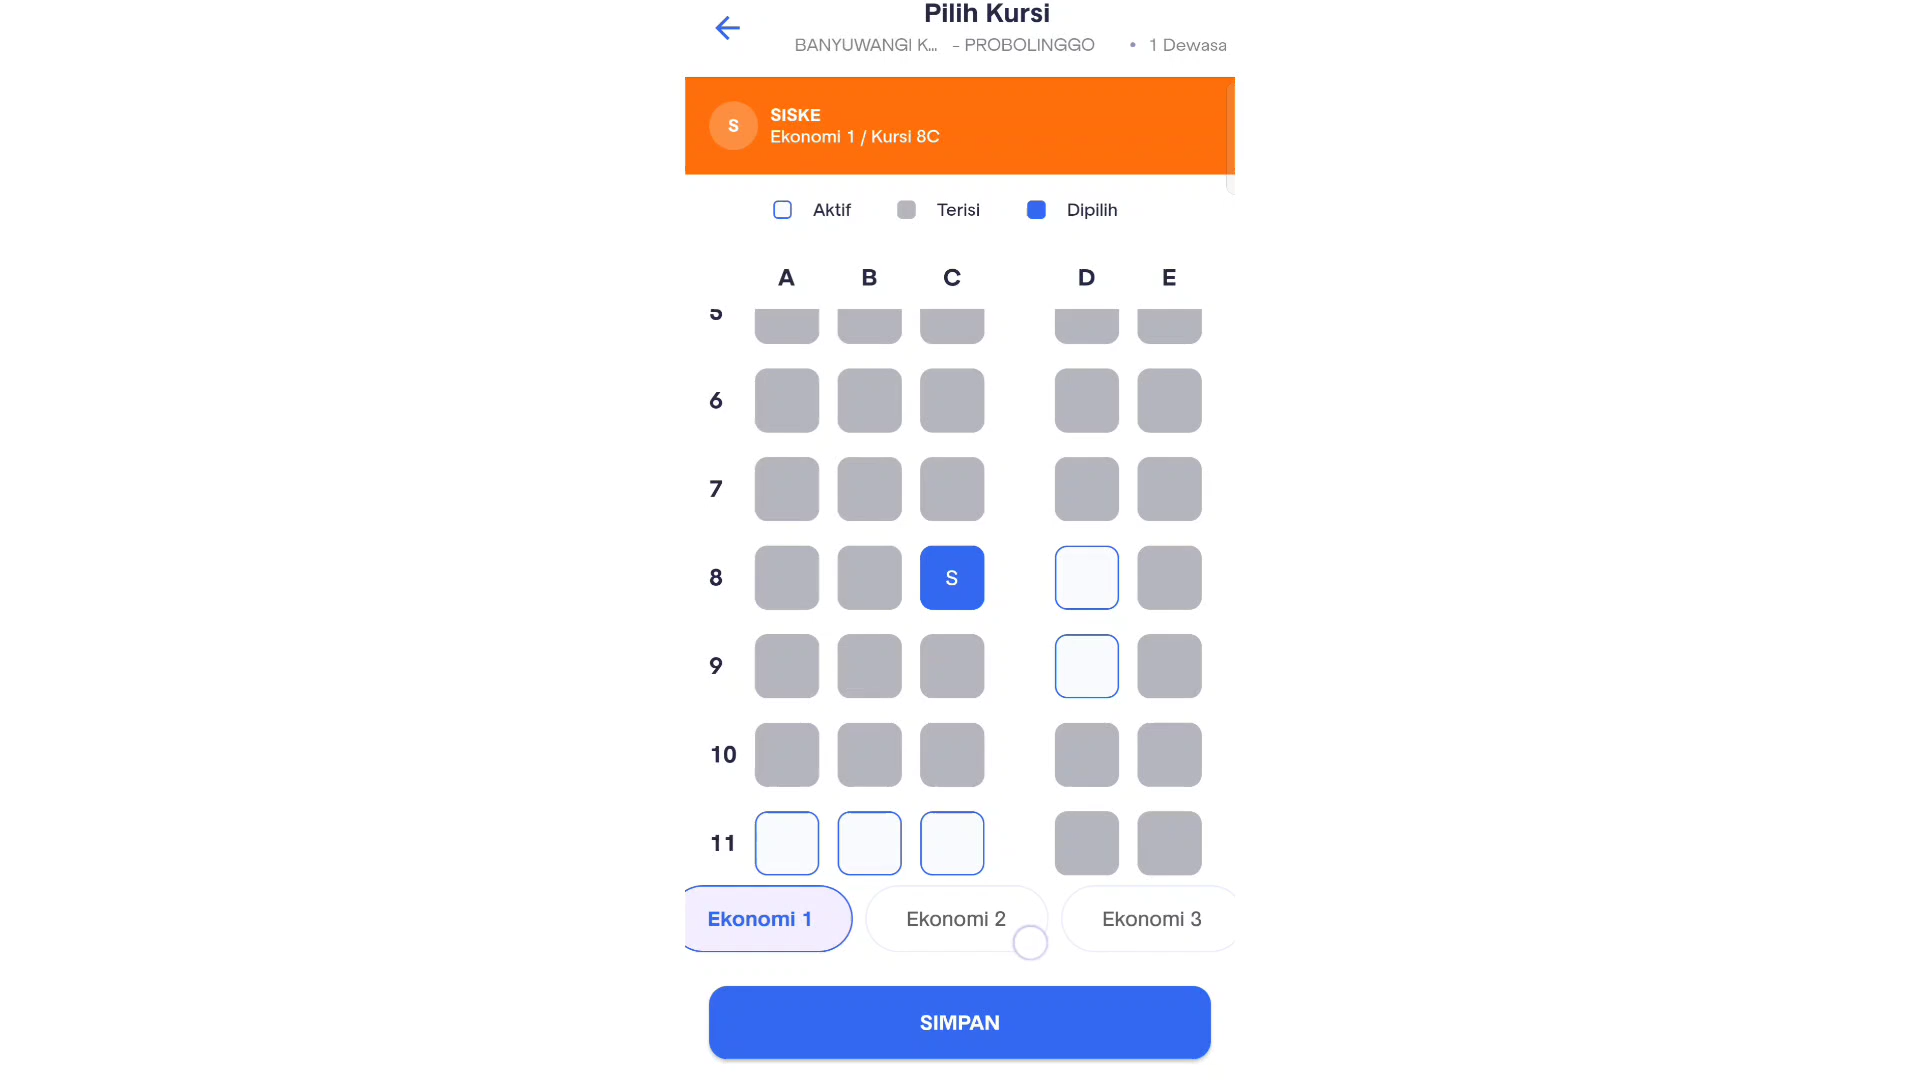 Pilih Kursi
BANYUWANGI K... - PROBOLINGGO • 1 Dewasa
S
SISKE
Ekonomi 1 / Kursi 8C
Aktif Terisi Dipilih
A B C D E
5
6
7
8 S
9
10
11
Ekonomi 1 Ekonomi 2 Ekonomi 3
SIMPAN